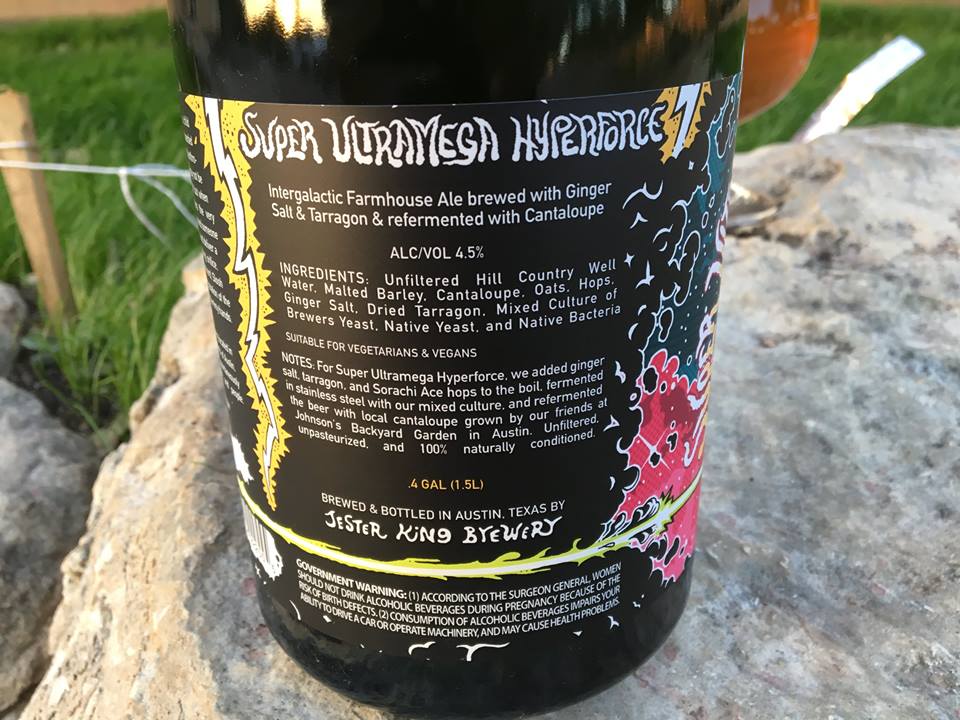 SUPER ULTRAMEGA HYPERFORCE
Intergalactic Farmhouse Ale brewed with Ginger
Salt & Tarragon & refermented with Cantaloupe
ALC/VOL 4.5%
INGREDIENTS: Unfiltered Hill Country Well
Water, Malted Barley, Cantaloupe, Oats, Hops,
Ginger Salt, Dried Tarragon, Mixed Culture of
Brewers Yeast, Native Yeast, and Native Bacteria
SUITABLE FOR VEGETARIANS & VEGANS
NOTES: For Super Ultramega Hyperforce, we added ginger
salt, tarragon, and Sorachi Ace hops to the boil, fermented
in stainless steel with our mixed culture, and refermented
the beer with local cantaloupe grown by our friends at
Johnson's Backyard Garden in Austin. Unfiltered,
unpasteurized, and 100% naturally conditioned.
.4 GAL (1.5L)
BREWED & BOTTLED IN AUSTIN, TEXAS BY
JESTER KING BREWERY
GOVERNMENT WARNING: (1) ACCORDING TO THE SURGEON GENERAL, WOMEN
SHOULD NOT DRINK ALCOHOLIC BEVERAGES DURING PREGNANCY BECAUSE OF THE
RISK OF BIRTH DEFECTS. (2) CONSUMPTION OF ALCOHOLIC BEVERAGES IMPAIRS YOUR
ABILITY TO DRIVE A CAR OR OPERATE MACHINERY, AND MAY CAUSE HEALTH PROBLEMS.